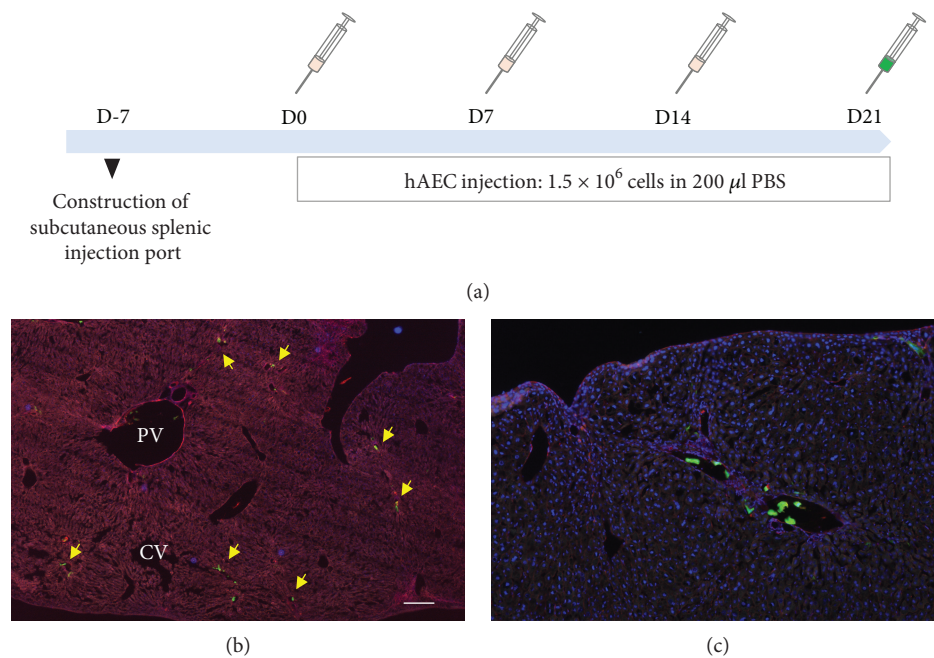 D-7 D0 D7 D14 D21
hAEC injection: 1.5 × 10⁶ cells in 200 μl PBS
Construction of
subcutaneous splenic
injection port
(a)
PV
CV
(b) (c)